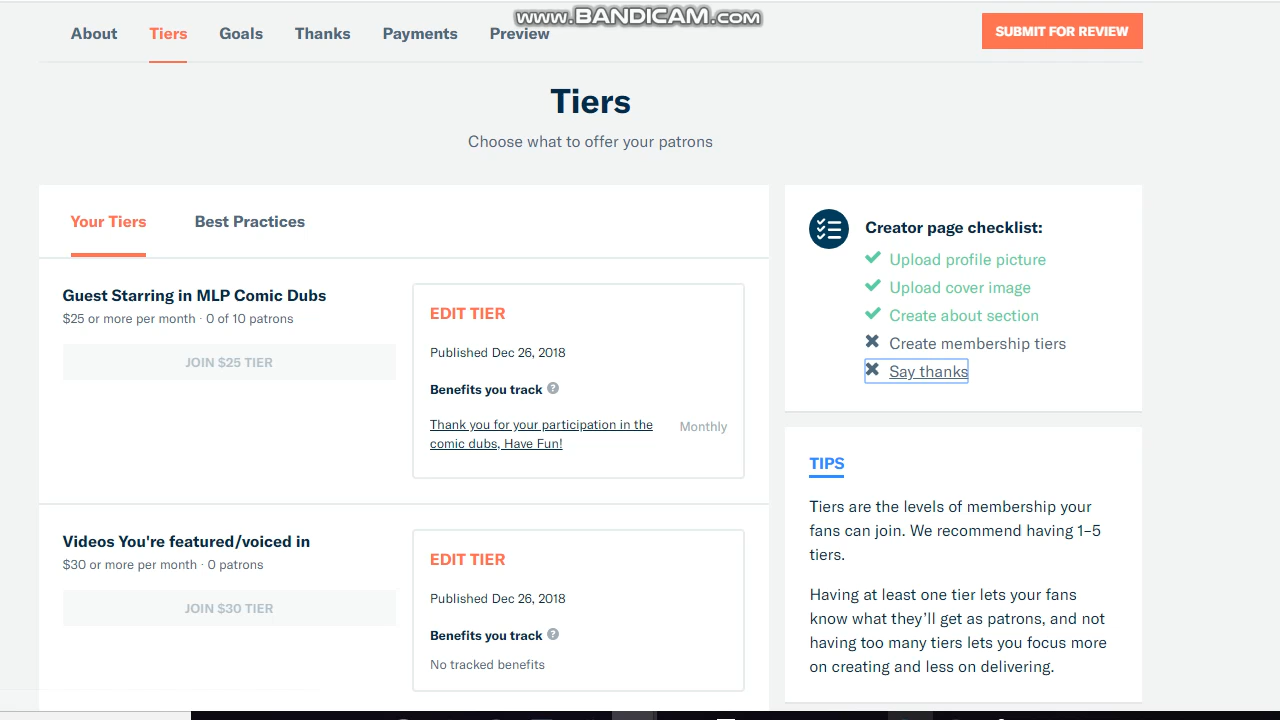 www.BANDICAM.com
About Tiers Goals Thanks Payments Preview SUBMIT FOR REVIEW
Tiers
Choose what to offer your patrons
Your Tiers Best Practices
Guest Starring in MLP Comic Dubs
$25 or more per month · 0 of 10 patrons
JOIN $25 TIER
EDIT TIER
Published Dec 26, 2018
Benefits you track ?
Thank you for your participation in the Monthly
comic dubs, Have Fun!
Videos You're featured/voiced in
$30 or more per month · 0 patrons
JOIN $30 TIER
EDIT TIER
Published Dec 26, 2018
Benefits you track ?
No tracked benefits
Creator page checklist:
Upload profile picture
Upload cover image
Create about section
Create membership tiers
Say thanks
TIPS
Tiers are the levels of membership your
fans can join. We recommend having 1–5
tiers.
Having at least one tier lets your fans
know what they’ll get as patrons, and not
having too many tiers lets you focus more
on creating and less on delivering.